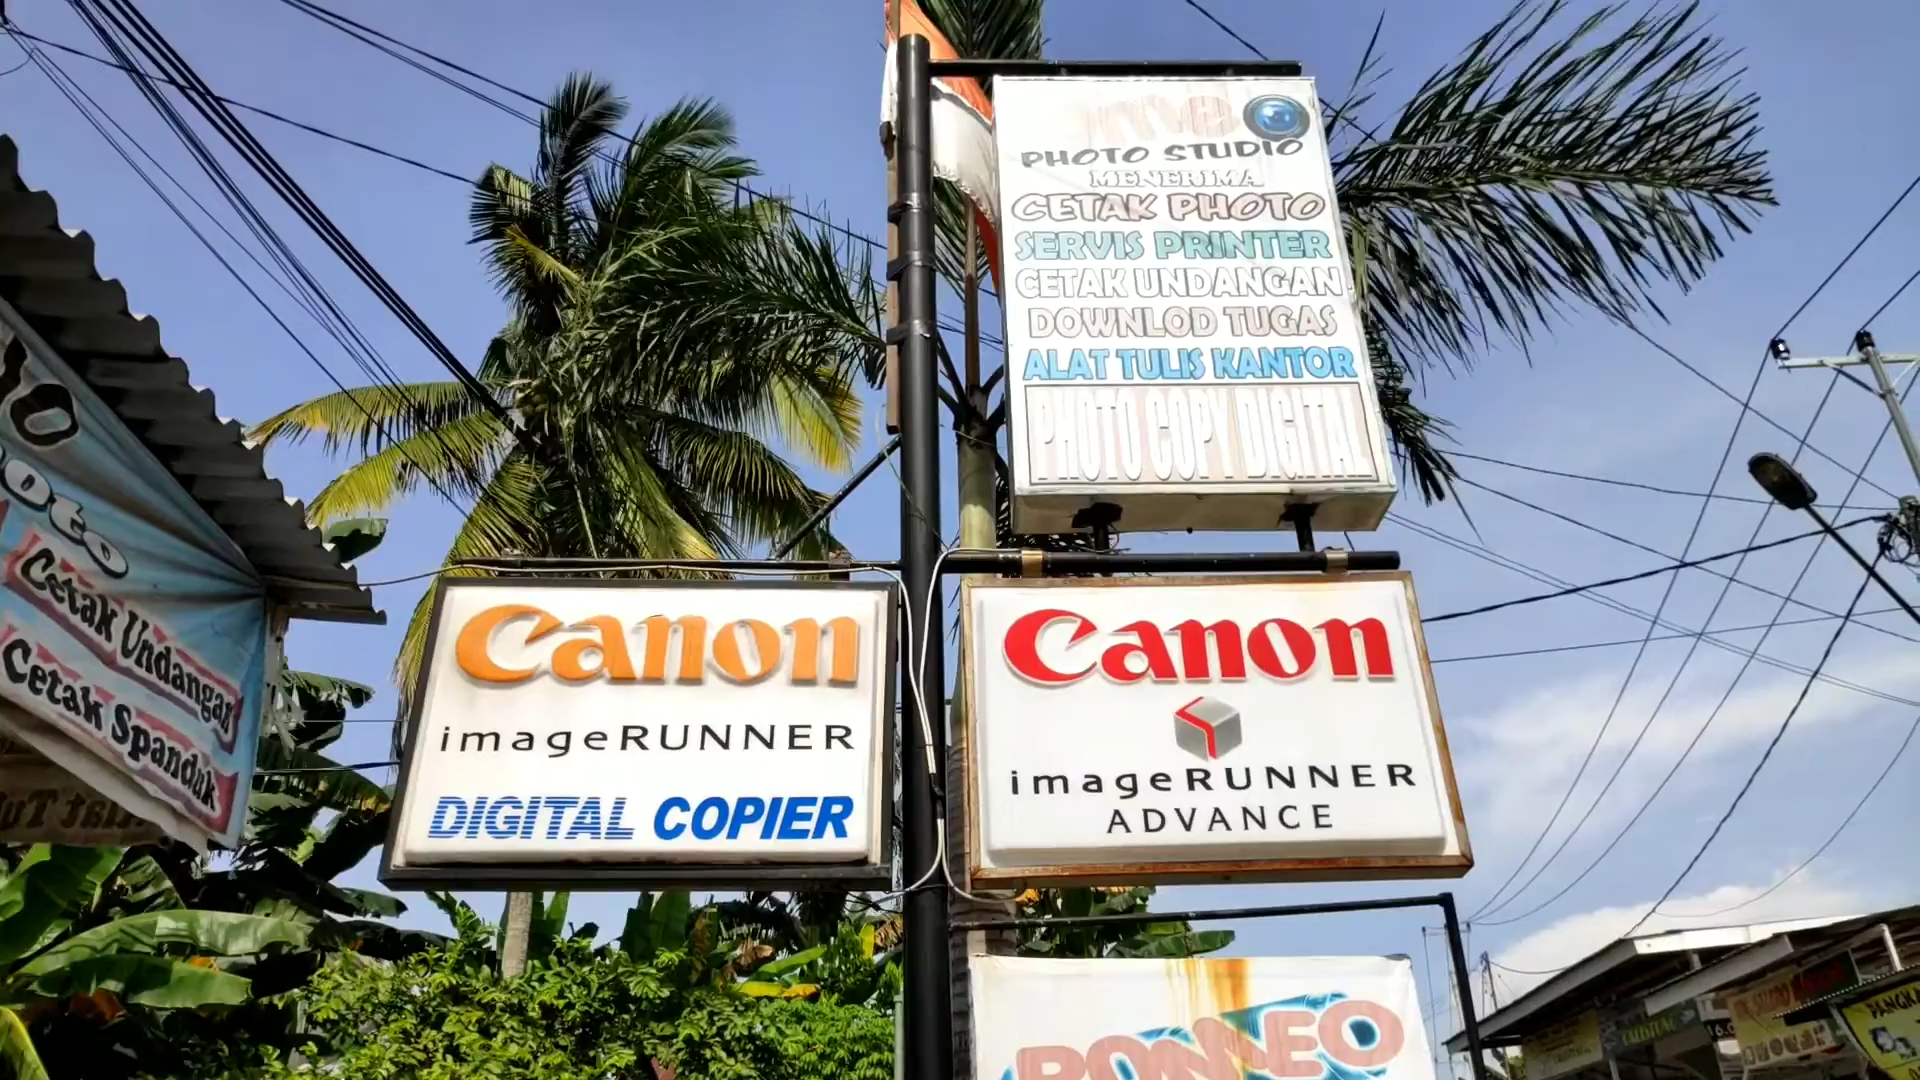 PHOTO STUDIO
MENERIMA
CETAK PHOTO
SERVIS PRINTER
CETAK UNDANGAN
DOWNLOD TUGAS
ALAT TULIS KANTOR
PHOTO COPY DIGITAL
Canon
imageRUNNER
DIGITAL COPIER
Canon
imageRUNNER
ADVANCE
Cetak Undangan
Cetak Spanduk
ROMEO